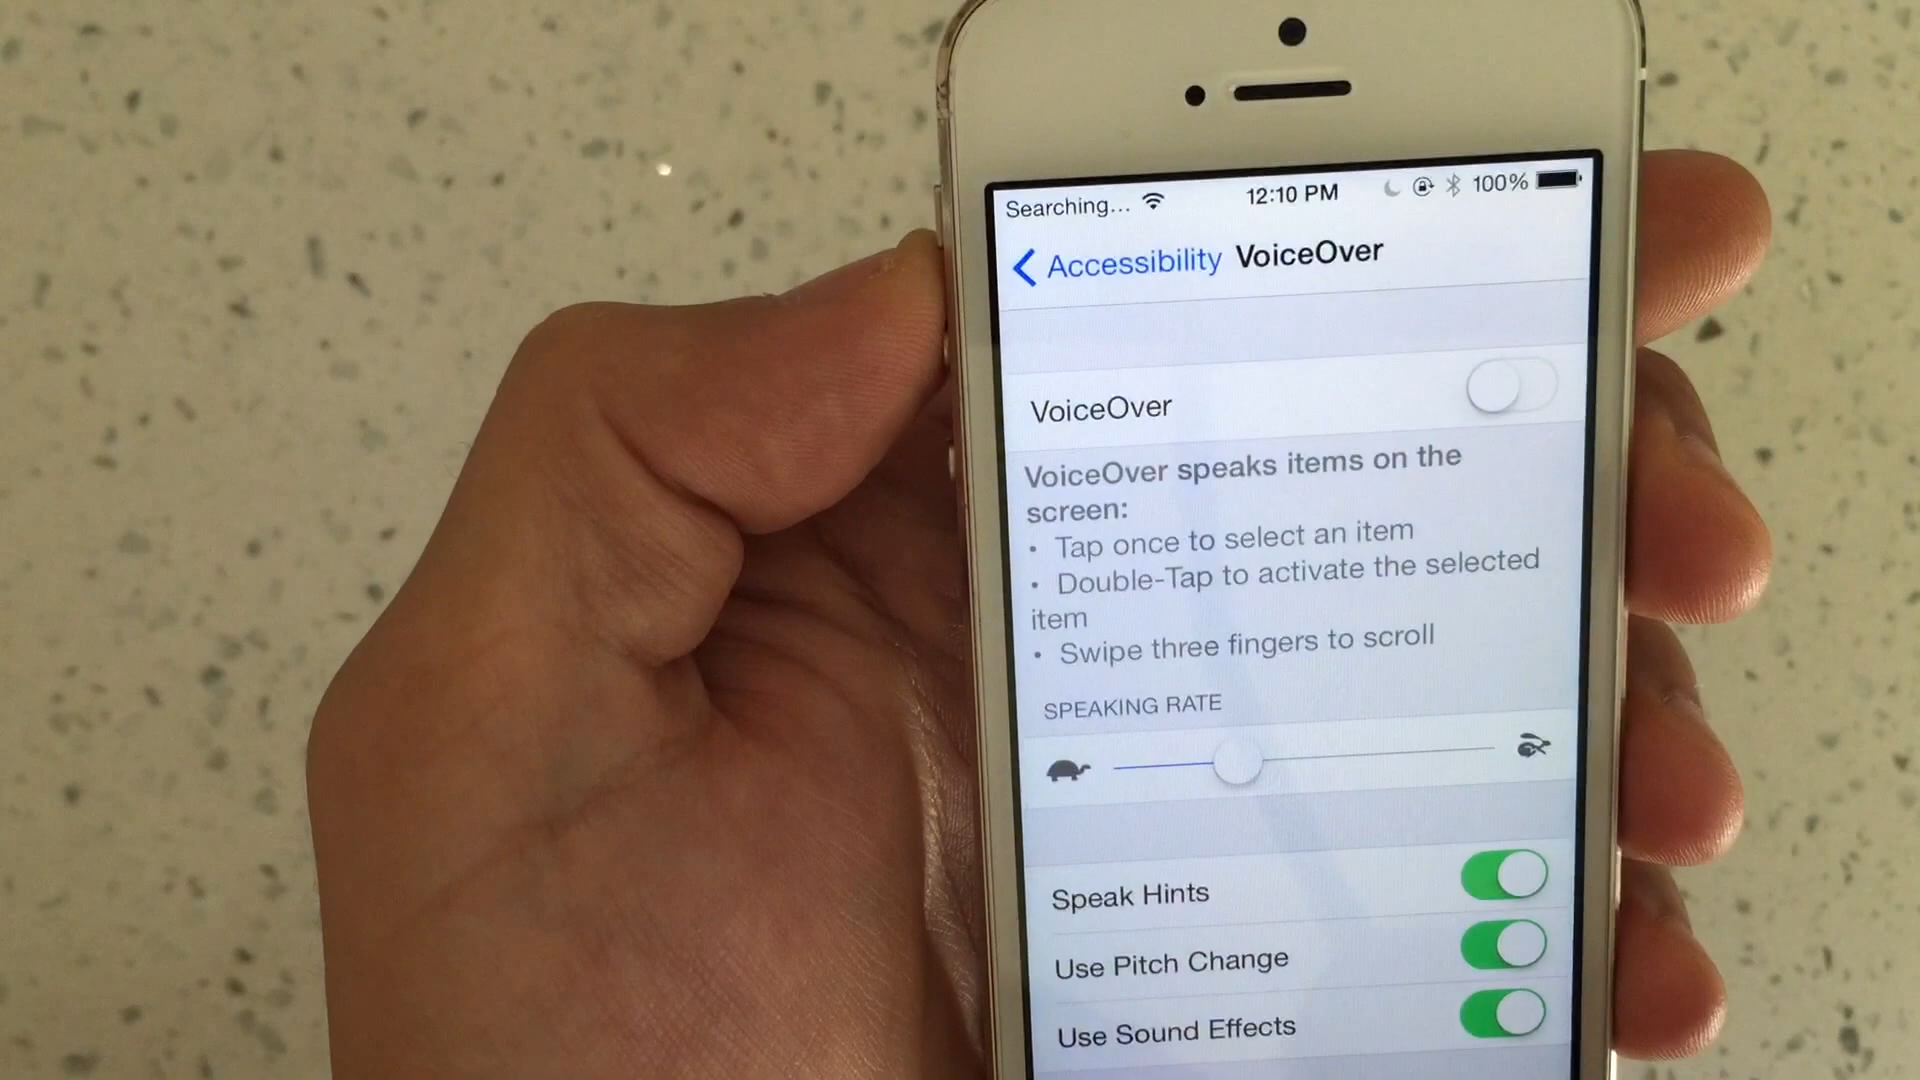 Searching... 12:10 PM 100%
Accessibility VoiceOver
VoiceOver
VoiceOver speaks items on the
screen:
• Tap once to select an item
• Double-Tap to activate the selected
item
• Swipe three fingers to scroll
SPEAKING RATE
Speak Hints
Use Pitch Change
Use Sound Effects